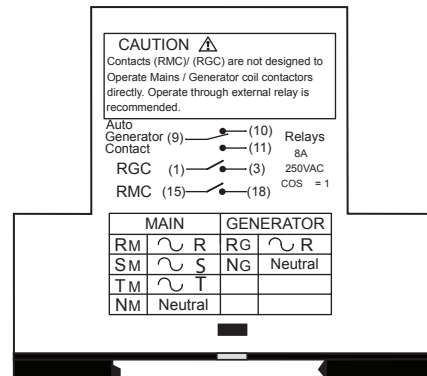 CAUTION ⚠
Contacts (RMC)/ (RGC) are not designed to
Operate Mains / Generator coil contactors
directly. Operate through external relay is
recommended.
Auto
Generator (9) (10) Relays
Contact (11) 8A
RGC (1) (3) 250VAC
RMC (15) (18) COS = 1
MAIN GENERATOR
RM ∿ R RG ∿ R
SM ∿ S NG Neutral
TM ∿ T
NM Neutral